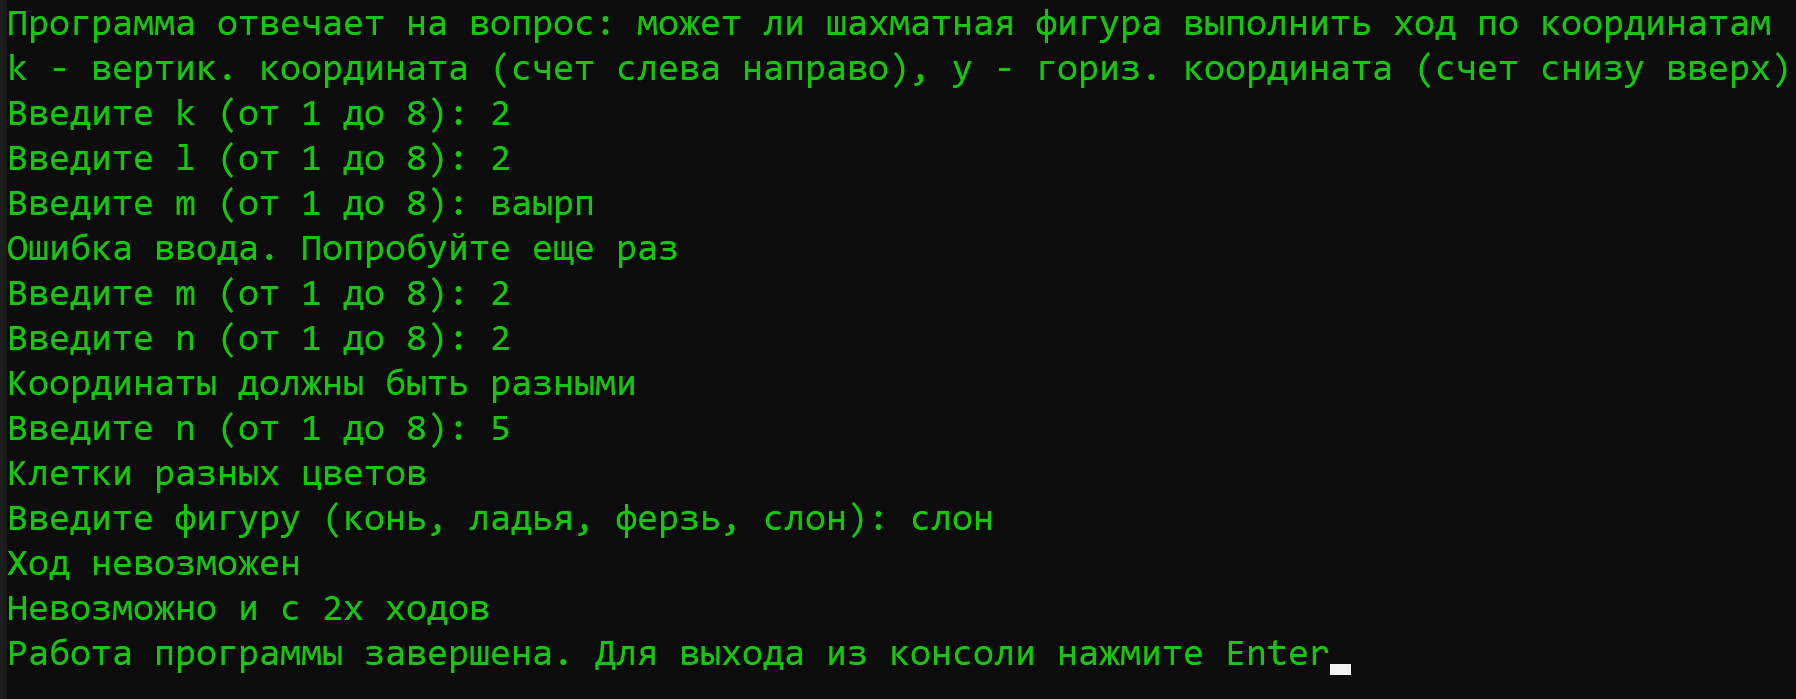 Программа отвечает на вопрос: может ли шахматная фигура выполнить ход по координатам
k - вертик. координата (счет слева направо), y - гориз. координата (счет снизу вверх)
Введите k (от 1 до 8): 2
Введите l (от 1 до 8): 2
Введите m (от 1 до 8): ваырп
Ошибка ввода. Попробуйте еще раз
Введите m (от 1 до 8): 2
Введите n (от 1 до 8): 2
Координаты должны быть разными
Введите n (от 1 до 8): 5
Клетки разных цветов
Введите фигуру (конь, ладья, ферзь, слон): слон
Ход невозможен
Невозможно и с 2х ходов
Работа программы завершена. Для выхода из консоли нажмите Enter